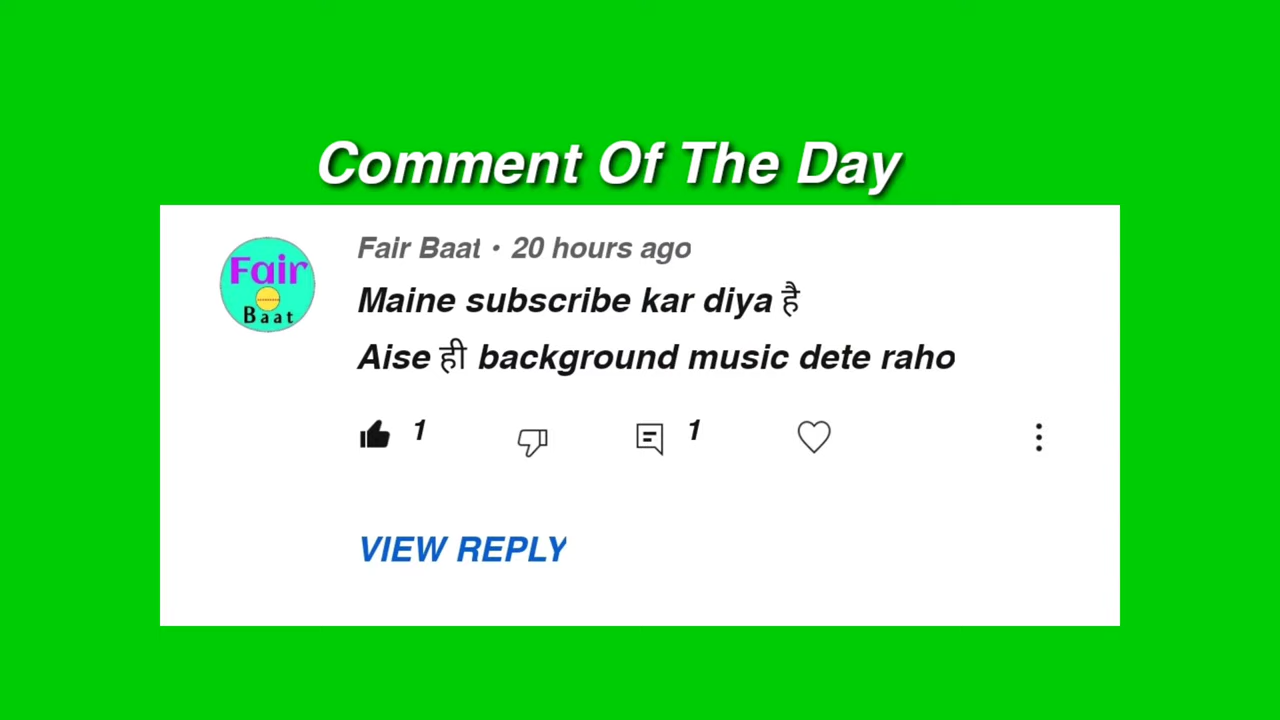 Comment Of The Day
Fair Baat • 20 hours ago
Fair
Baat
Maine subscribe kar diya है
Aise ही background music dete raho
1
1
VIEW REPLY